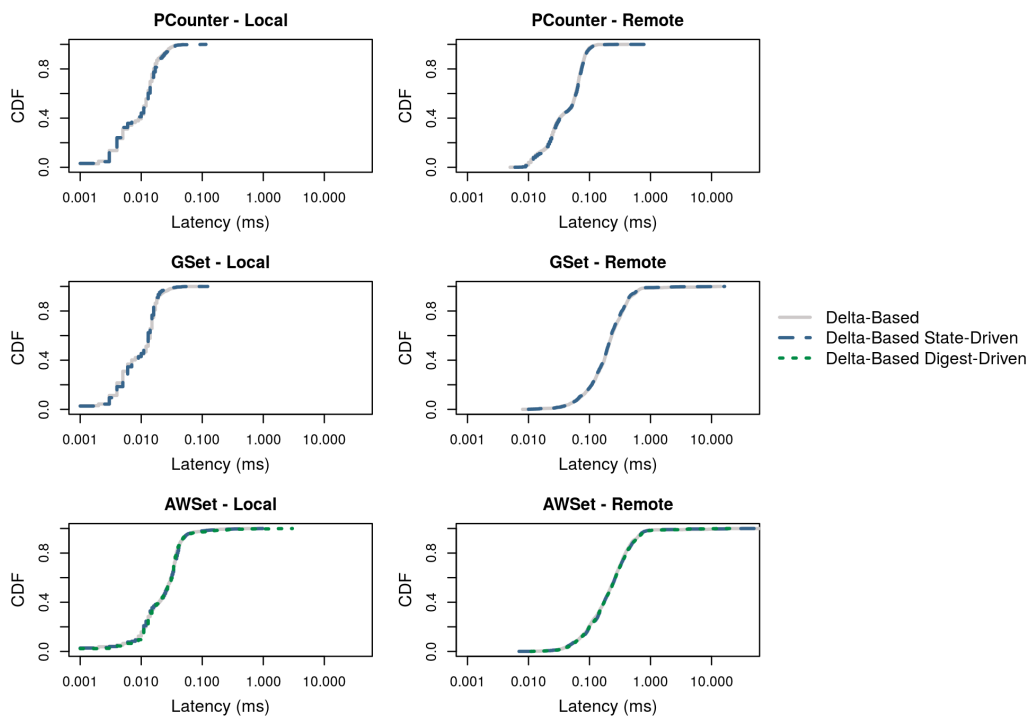 PCounter - Local
PCounter - Remote
CDF
0.0 0.4 0.8
0.001 0.010 0.100 1.000 10.000
Latency (ms)
CDF
0.0 0.4 0.8
0.001 0.010 0.100 1.000 10.000
Latency (ms)
GSet - Local
GSet - Remote
CDF
0.0 0.4 0.8
0.001 0.010 0.100 1.000 10.000
Latency (ms)
CDF
0.0 0.4 0.8
0.001 0.010 0.100 1.000 10.000
Latency (ms)
Delta-Based
Delta-Based State-Driven
Delta-Based Digest-Driven
AWSet - Local
AWSet - Remote
CDF
0.0 0.4 0.8
0.001 0.010 0.100 1.000 10.000
Latency (ms)
CDF
0.0 0.4 0.8
0.001 0.010 0.100 1.000 10.000
Latency (ms)